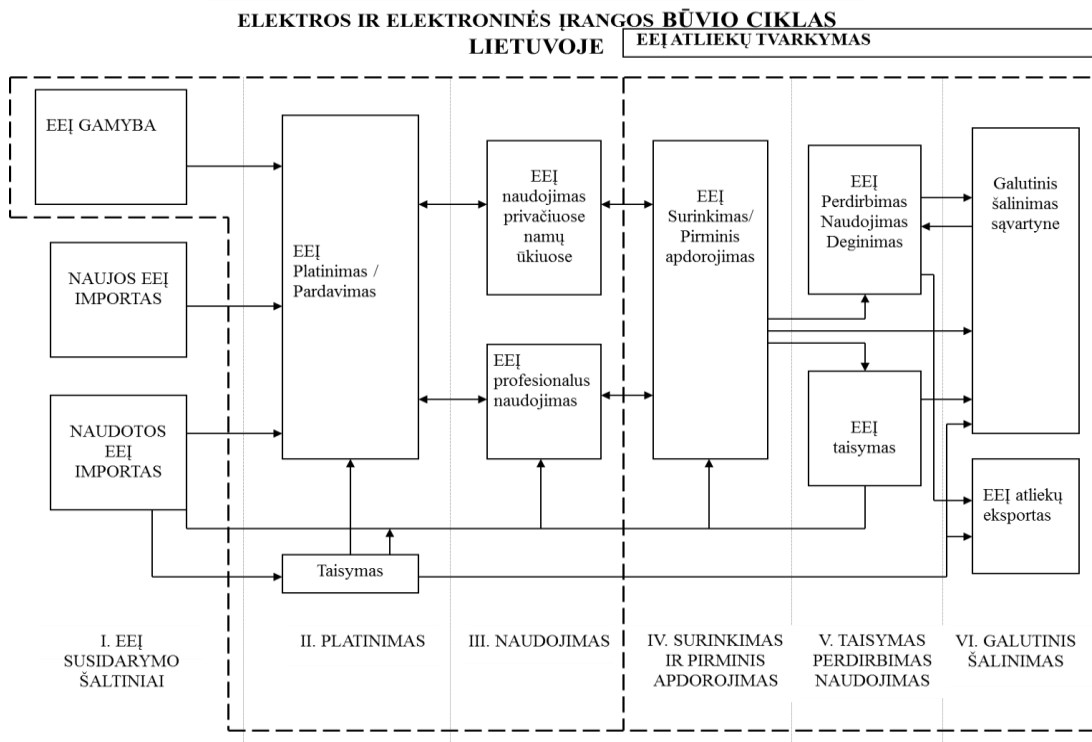 ELEKTROS IR ELEKTRONINĖS ĮRANGOS BŪVIO CIKLAS
LIETUVOJE
EEĮ ATLIEKŲ TVARKYMAS
EEĮ GAMYBA
NAUJOS EEĮ
IMPORTAS
NAUDOTOS
EEĮ
IMPORTAS
EEĮ
Platinimas /
Pardavimas
Taisymas
EEĮ
naudojimas
privačiuose
namų
ūkiuose
EEĮ
profesionalus
naudojimas
EEĮ
Surinkimas/
Pirminis
apdorojimas
EEĮ
Perdirbimas
Naudojimas
Deginimas
EEĮ
taisymas
Galutinis
šalinimas
sąvartyne
EEĮ atliekų
eksportas
I. EEĮ
SUSIDARYMO
ŠALTINIAI
II. PLATINIMAS
III. NAUDOJIMAS
IV. SURINKIMAS
IR PIRMINIS
APDOROJIMAS
V. TAISYMAS
PERDIRBIMAS
NAUDOJIMAS
VI. GALUTINIS
ŠALINIMAS